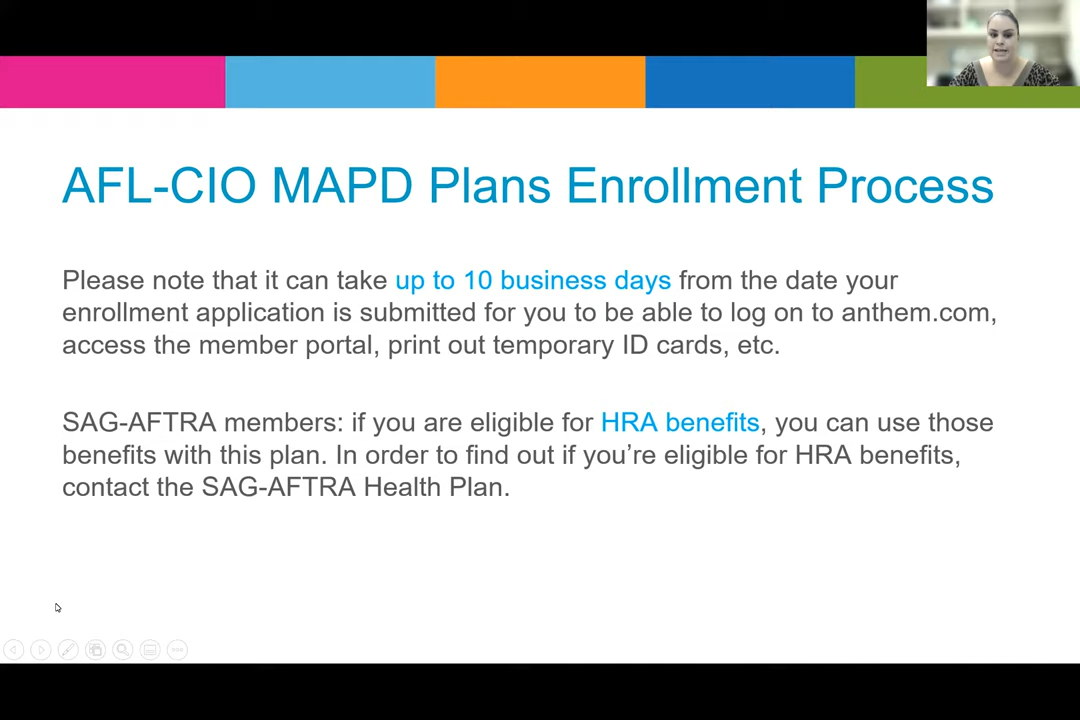 AFL-CIO MAPD Plans Enrollment Process
Please note that it can take up to 10 business days from the date your
enrollment application is submitted for you to be able to log on to anthem.com,
access the member portal, print out temporary ID cards, etc.
SAG-AFTRA members: if you are eligible for HRA benefits, you can use those
benefits with this plan. In order to find out if you’re eligible for HRA benefits,
contact the SAG-AFTRA Health Plan.